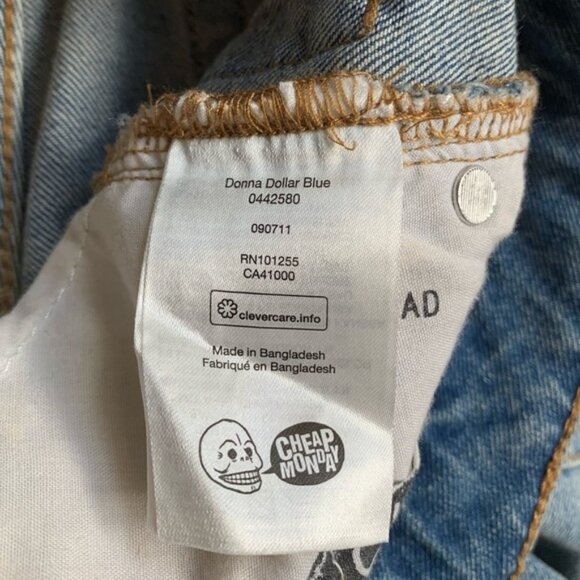 Donna Dollar Blue
0442580
090711
RN101255
CA41000
clevercare.info
AD
Made in Bangladesh
Fabriqué en Bangladesh
CHEAP
MONDAY